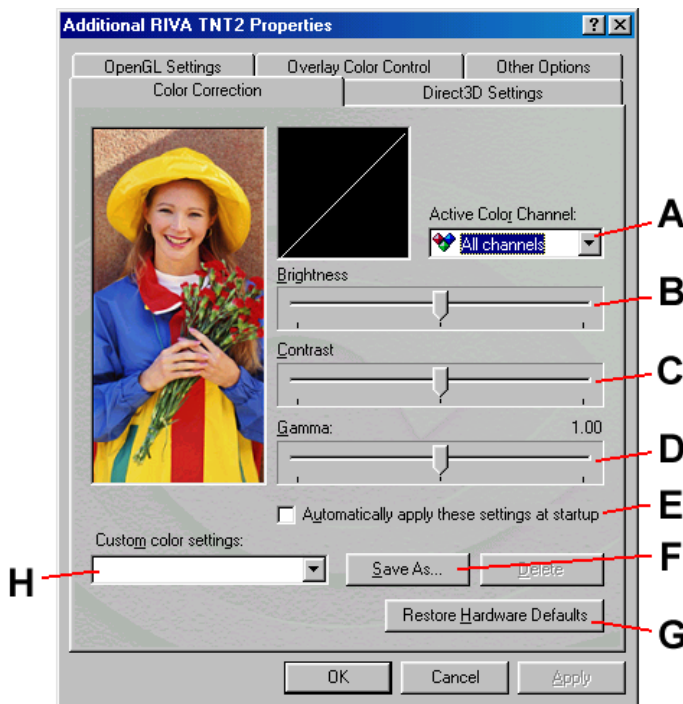 Additional RIVA TNT2 Properties
OpenGL Settings
Overlay Color Control
Other Options
Color Correction
Direct3D Settings
Active Color Channel:
All channels
A
Brightness
B
Contrast
C
Gamma:
1.00
D
Automatically apply these settings at startup
E
Custom color settings:
H
Save As...
Delete
F
Restore Hardware Defaults
G
OK
Cancel
Apply